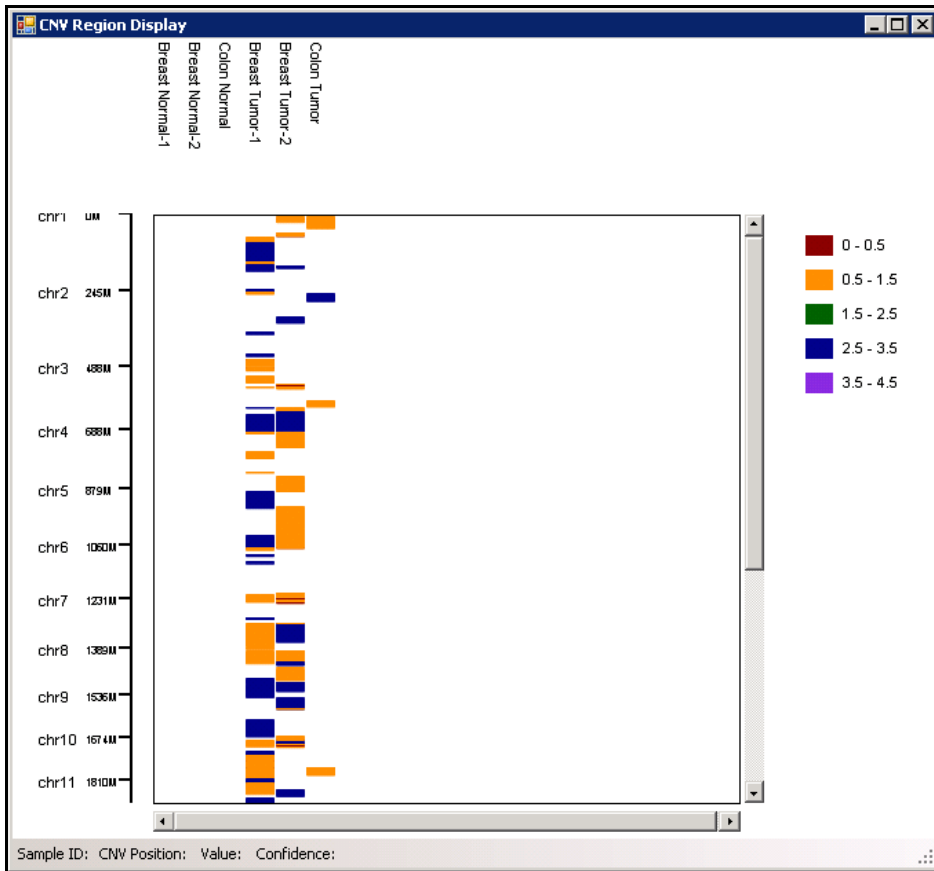 CNV Region Display
Breast Normal-1
Breast Normal-2
Colon Normal
Breast Tumor-1
Breast Tumor-2
Colon Tumor
chr1 0M
chr2 245M
chr3 488M
chr4 688M
chr5 879M
chr6 1060M
chr7 1231M
chr8 1389M
chr9 1536M
chr10 1674M
chr11 1810M
0 - 0.5
0.5 - 1.5
1.5 - 2.5
2.5 - 3.5
3.5 - 4.5
Sample ID: CNV Position: Value: Confidence: